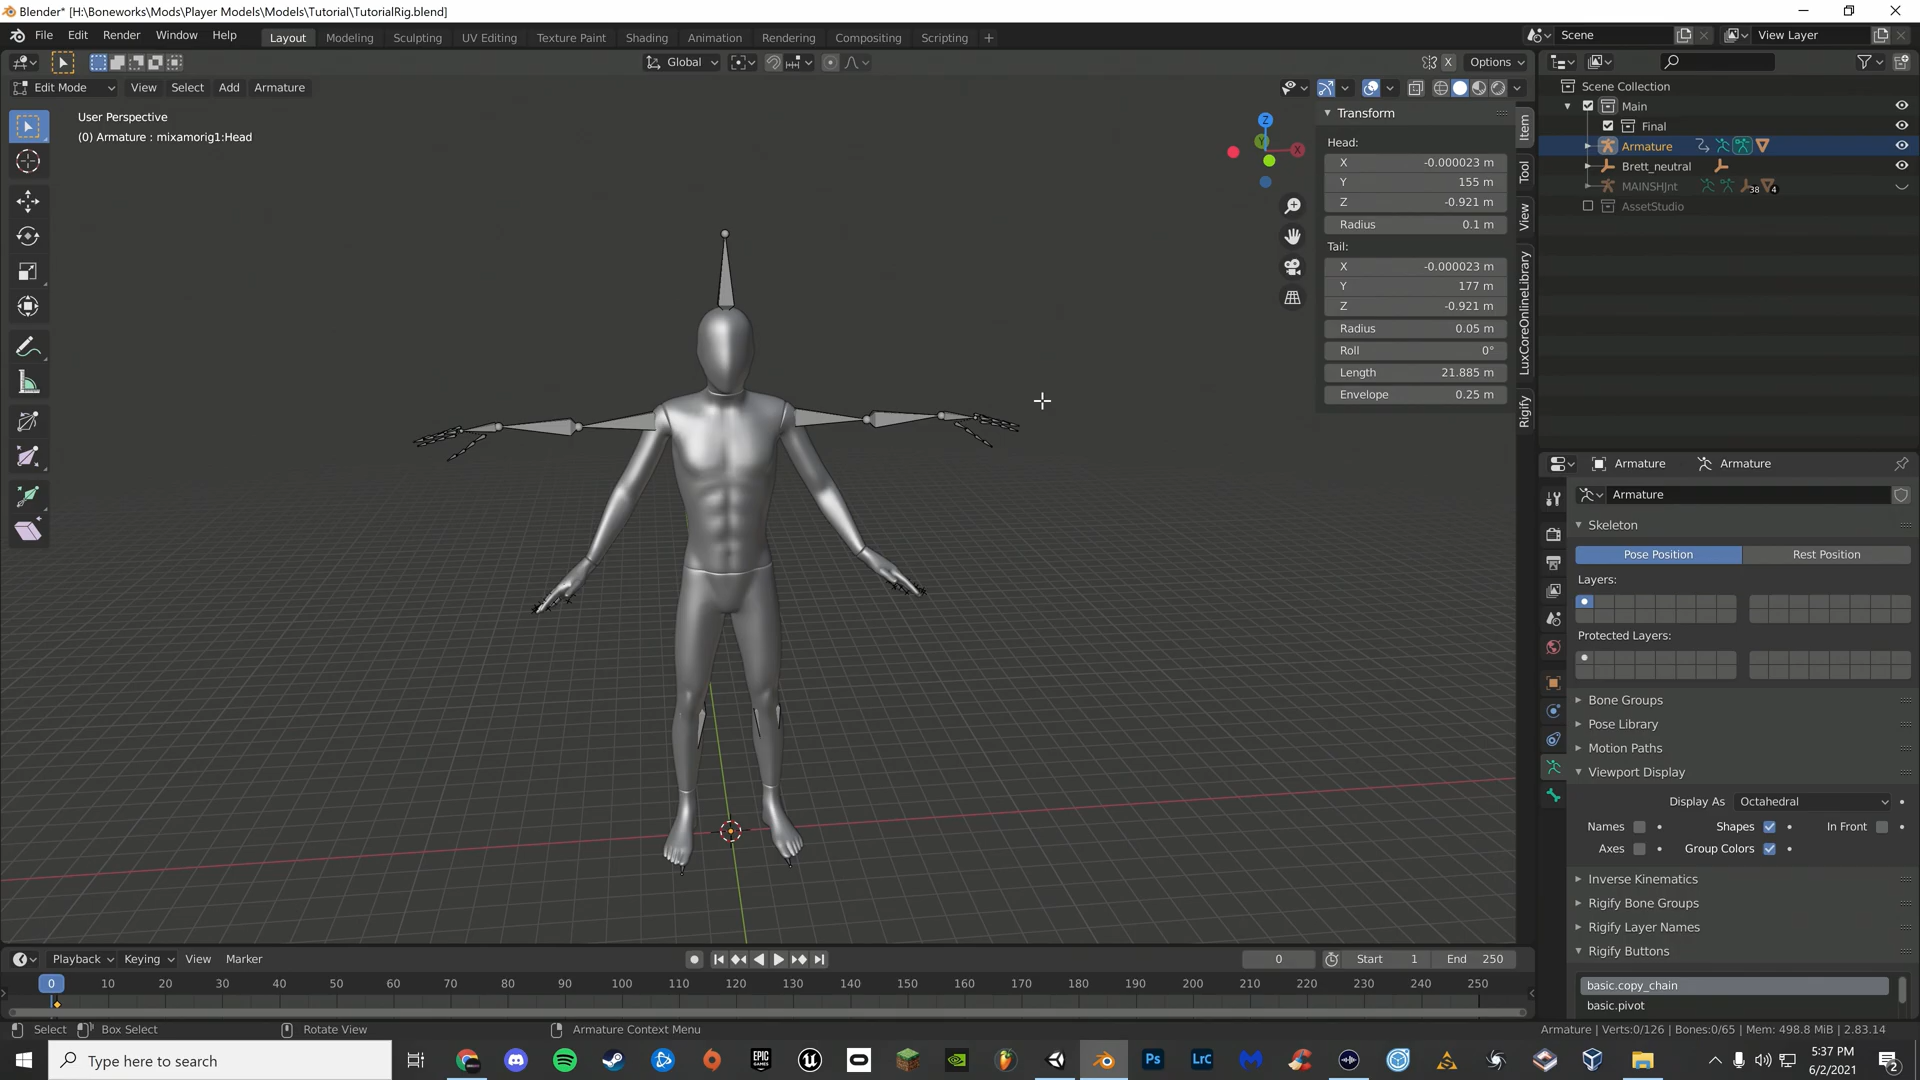 Blender* [H:\Boneworks\Mods\Player Models\Models\Tutorial\TutorialRig.blend]
File Edit Render Window Help Layout Modeling Sculpting UV Editing Texture Paint Shading Animation Rendering Compositing Scripting + Scene View Layer
Global X Options
Edit Mode View Select Add Armature
User Perspective
(0) Armature : mixamorig1:Head
Z
Y
X
Transform
Head:
X -0.000023 m
Y 155 m
Z -0.921 m
Radius 0.1 m
Tail:
X -0.000023 m
Y 177 m
Z -0.921 m
Radius 0.05 m
Roll 0°
Length 21.885 m
Envelope 0.25 m
Item
Tool
View
LuxCoreOnlineLibrary
Rigify
Scene Collection
Main
Final
Armature
Brett_neutral
MAINSHJnt 38 4
AssetStudio
Armature Armature
Armature
Skeleton
Pose Position Rest Position
Layers:
Protected Layers:
Bone Groups
Pose Library
Motion Paths
Viewport Display
Display As Octahedral
Names Shapes In Front
Axes Group Colors
Inverse Kinematics
Rigify Bone Groups
Rigify Layer Names
Rigify Buttons
basic.copy_chain
basic.pivot
Playback Keying View Marker 0 Start 1 End 250
0 10 20 30 40 50 60 70 80 90 100 110 120 130 140 150 160 170 180 190 200 210 220 230 240 250
Select Box Select Rotate View Armature Context Menu Armature | Verts:0/126 | Bones:0/65 | Mem: 498.8 MiB | 2.83.14
Type here to search
EPIC GAMES
Ps
LrC
5:37 PM
6/2/2021
2